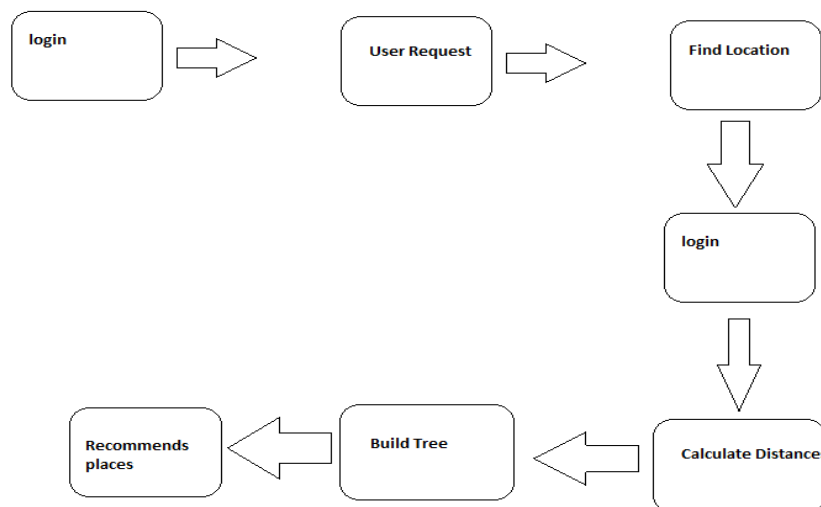 login
User Request
Find Location
login
Calculate Distance
Build Tree
Recommends
places